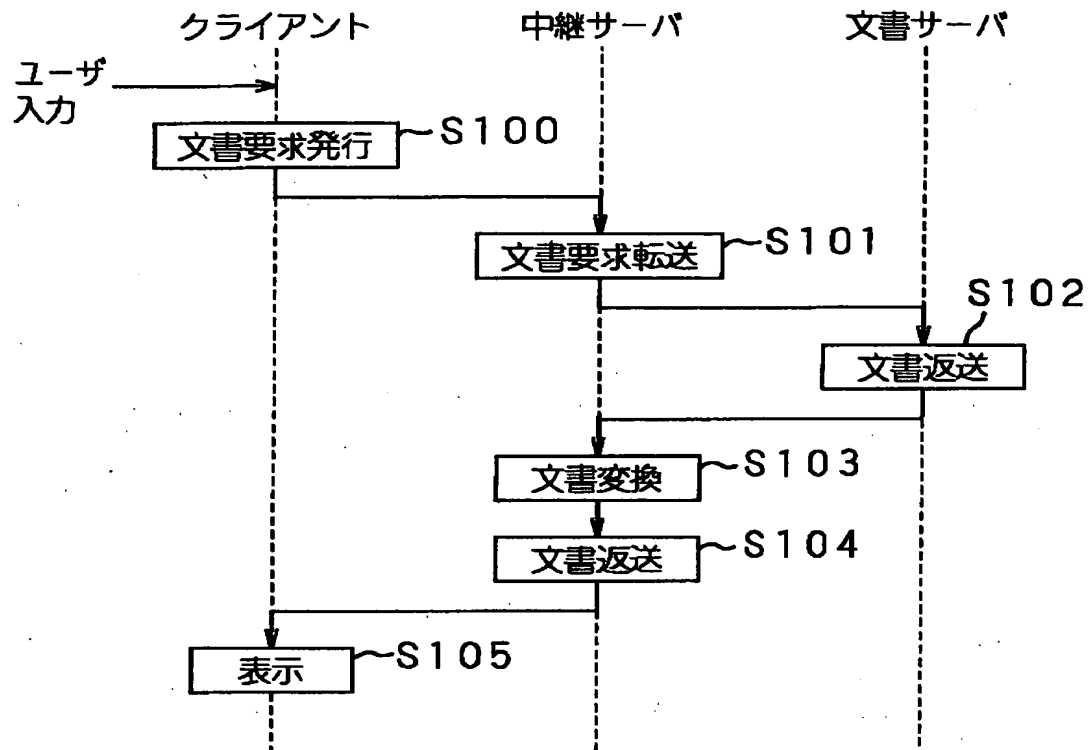 クライアント
中継サーバ
文書サーバ
ユーザ
入力
文書要求発行
S100
文書要求転送
S101
S102
文書返送
文書変換
S103
文書返送
S104
表示
S105